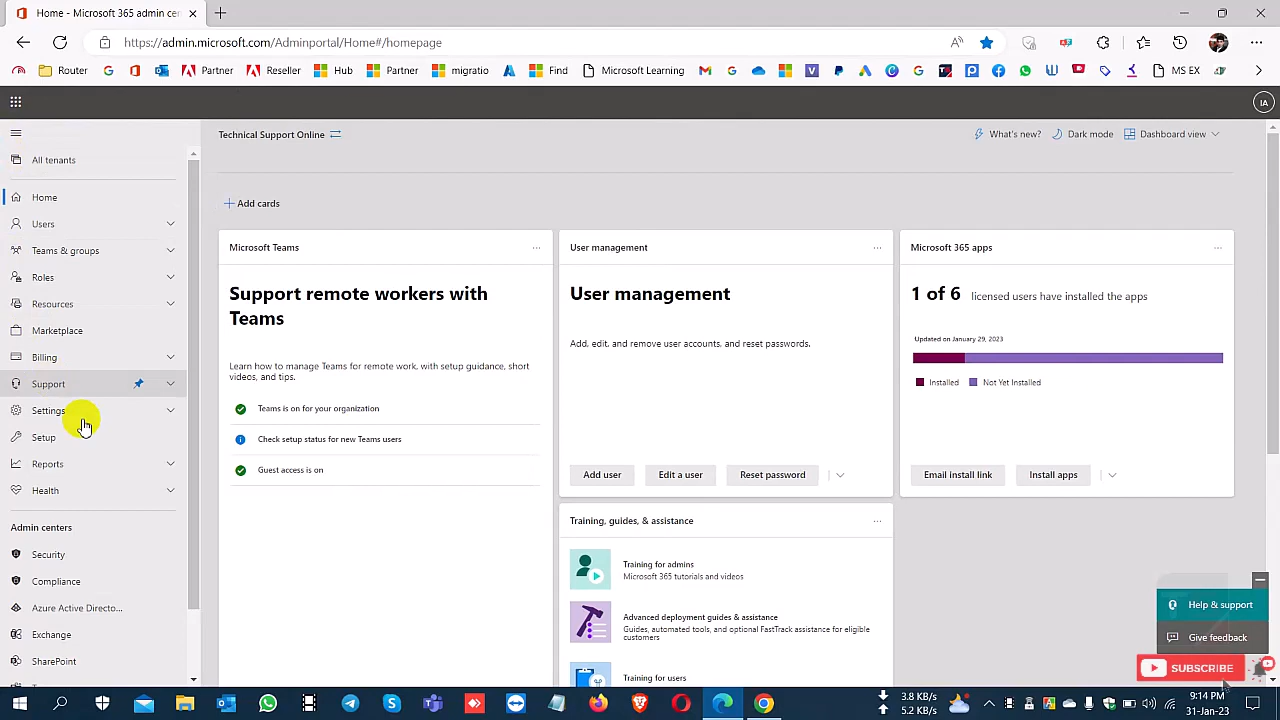 Home - Microsoft 365 admin cen
https://admin.microsoft.com/Adminportal/Home#/homepage
Router
Partner
Reseller
Hub
Partner
migratio
Find
Microsoft Learning
MS EX
IA
Technical Support Online
What's new?
Dark mode
Dashboard view
All tenants
Home
Users
Teams & groups
Roles
Resources
Marketplace
Billing
Support
Settings
Setup
Reports
Health
Admin centers
Security
Compliance
Azure Active Directo...
Exchange
SharePoint
Add cards
Microsoft Teams
Support remote workers with
Teams
Learn how to manage Teams for remote work, with setup guidance, short
videos, and tips.
Teams is on for your organization
Check setup status for new Teams users
Guest access is on
User management
User management
Add, edit, and remove user accounts, and reset passwords.
Add user
Edit a user
Reset password
Microsoft 365 apps
1 of 6 licensed users have installed the apps
Updated on January 29, 2023
Installed
Not Yet Installed
Email install link
Install apps
Training, guides, & assistance
Training for admins
Microsoft 365 tutorials and videos
Advanced deployment guides & assistance
Guides, automated tools, and optional FastTrack assistance for eligible
customers
Training for users
Help & support
Give feedback
SUBSCRIBE
3.8 KB/s
5.2 KB/s
9:14 PM
31-Jan-23